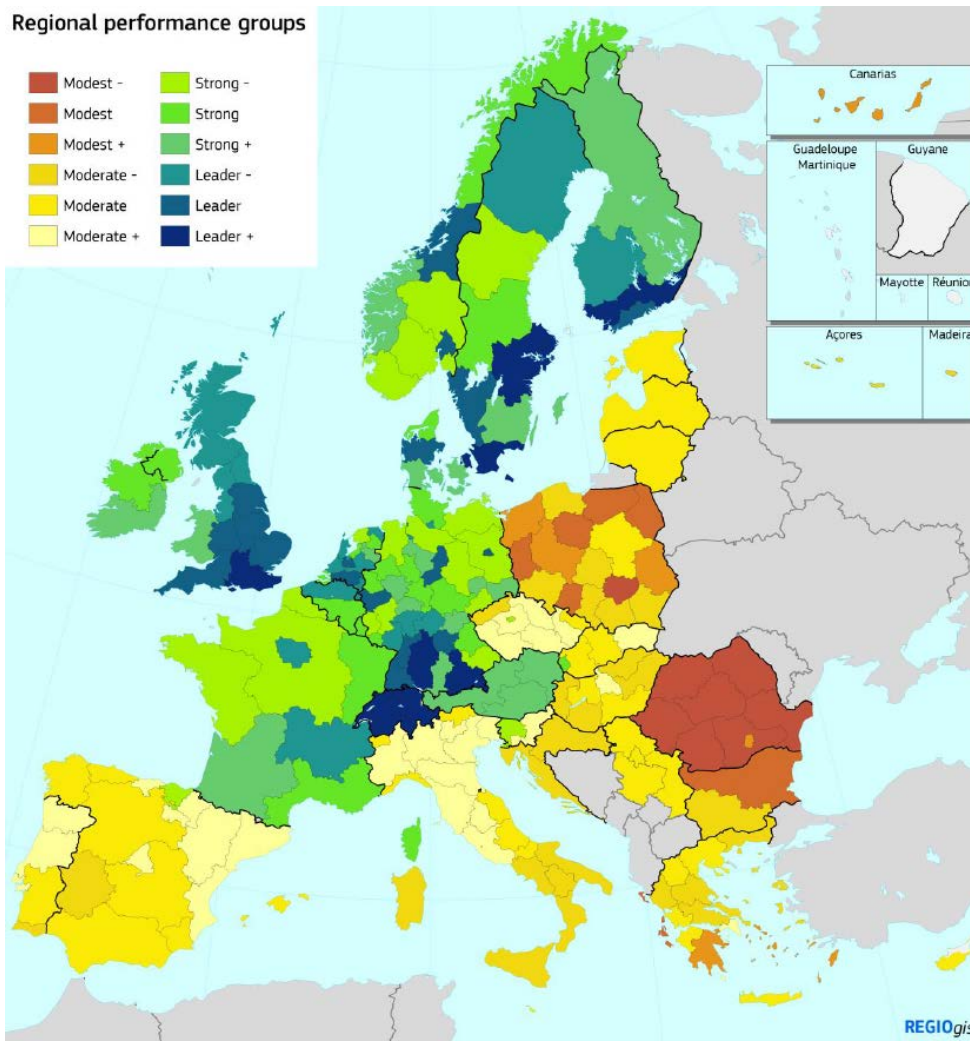 Regional performance groups
Modest -
Modest
Modest +
Moderate -
Moderate
Moderate +
Strong -
Strong
Strong +
Leader -
Leader
Leader +
Canarias
Guadeloupe
Martinique
Guyane
Mayotte
Réunion
Açores
Madeira
REGIOgis